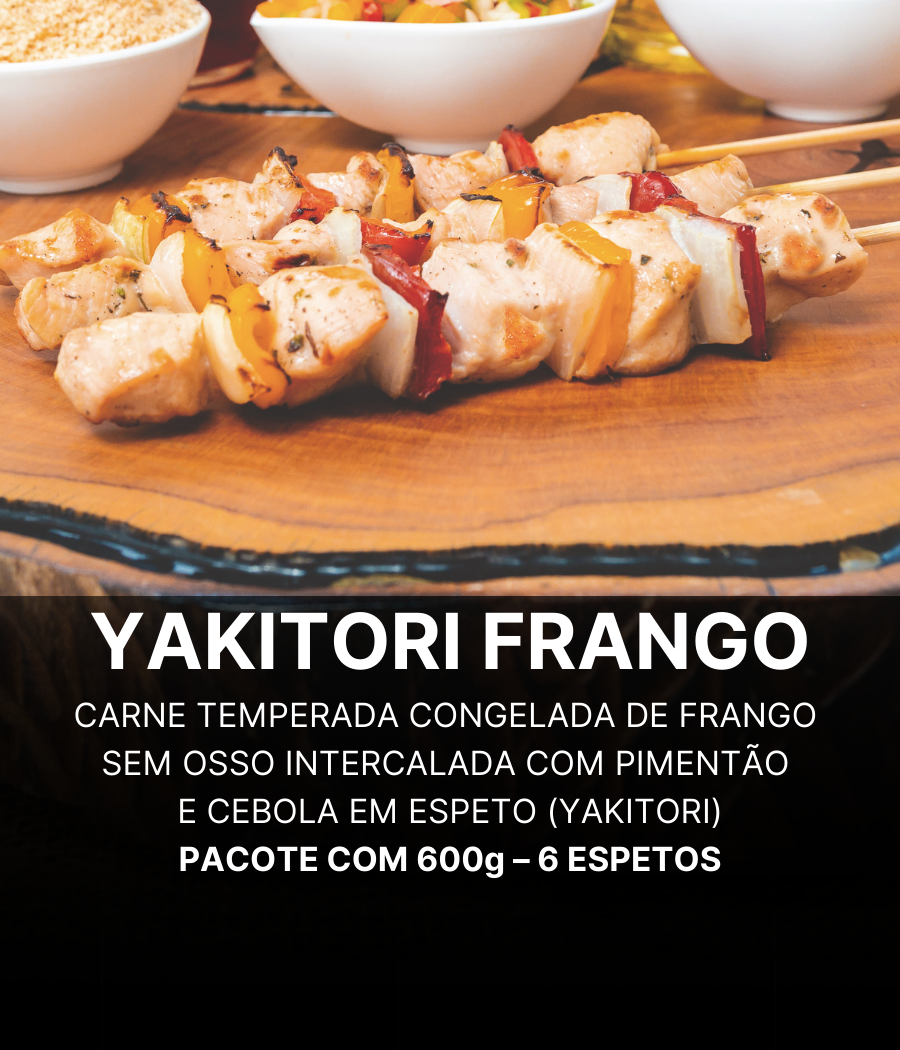 YAKITORI FRANGO
CARNE TEMPERADA CONGELADA DE FRANGO
SEM OSSO INTERCALADA COM PIMENTÃO
E CEBOLA EM ESPETO (YAKITORI)
PACOTE COM 600g – 6 ESPETOS